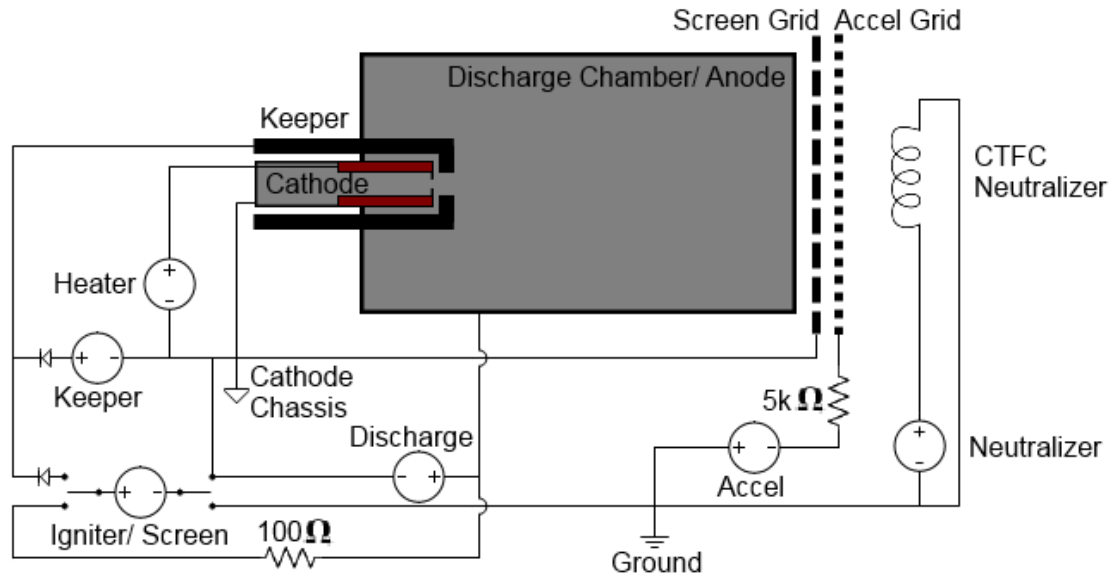 Screen Grid Accel Grid
Discharge Chamber/ Anode
Keeper
CTFC
Neutralizer
Cathode
Heater
+
-
+ -
Keeper
Cathode
Chassis
5k Ω
Discharge
- +
+ -
Accel
+
-
Neutralizer
+ -
Igniter/ Screen
100Ω
Ground